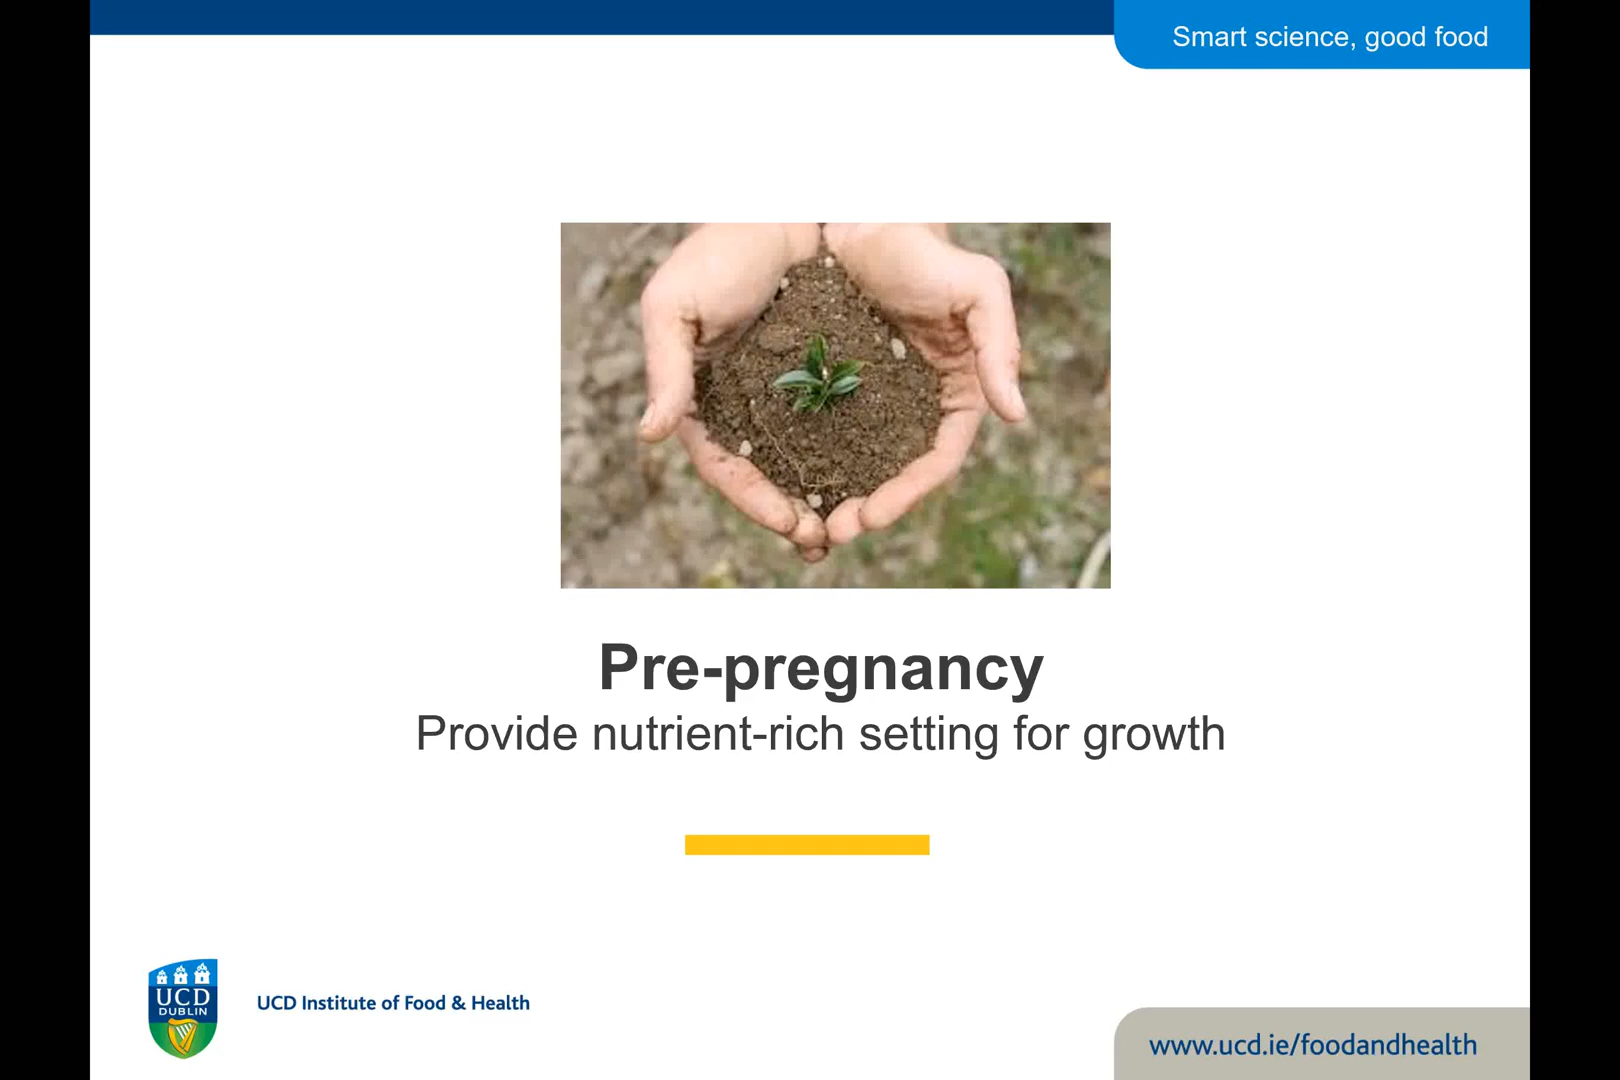 Smart science, good food
Pre-pregnancy
Provide nutrient-rich setting for growth
UCD
DUBLIN
UCD Institute of Food & Health
www.ucd.ie/foodandhealth